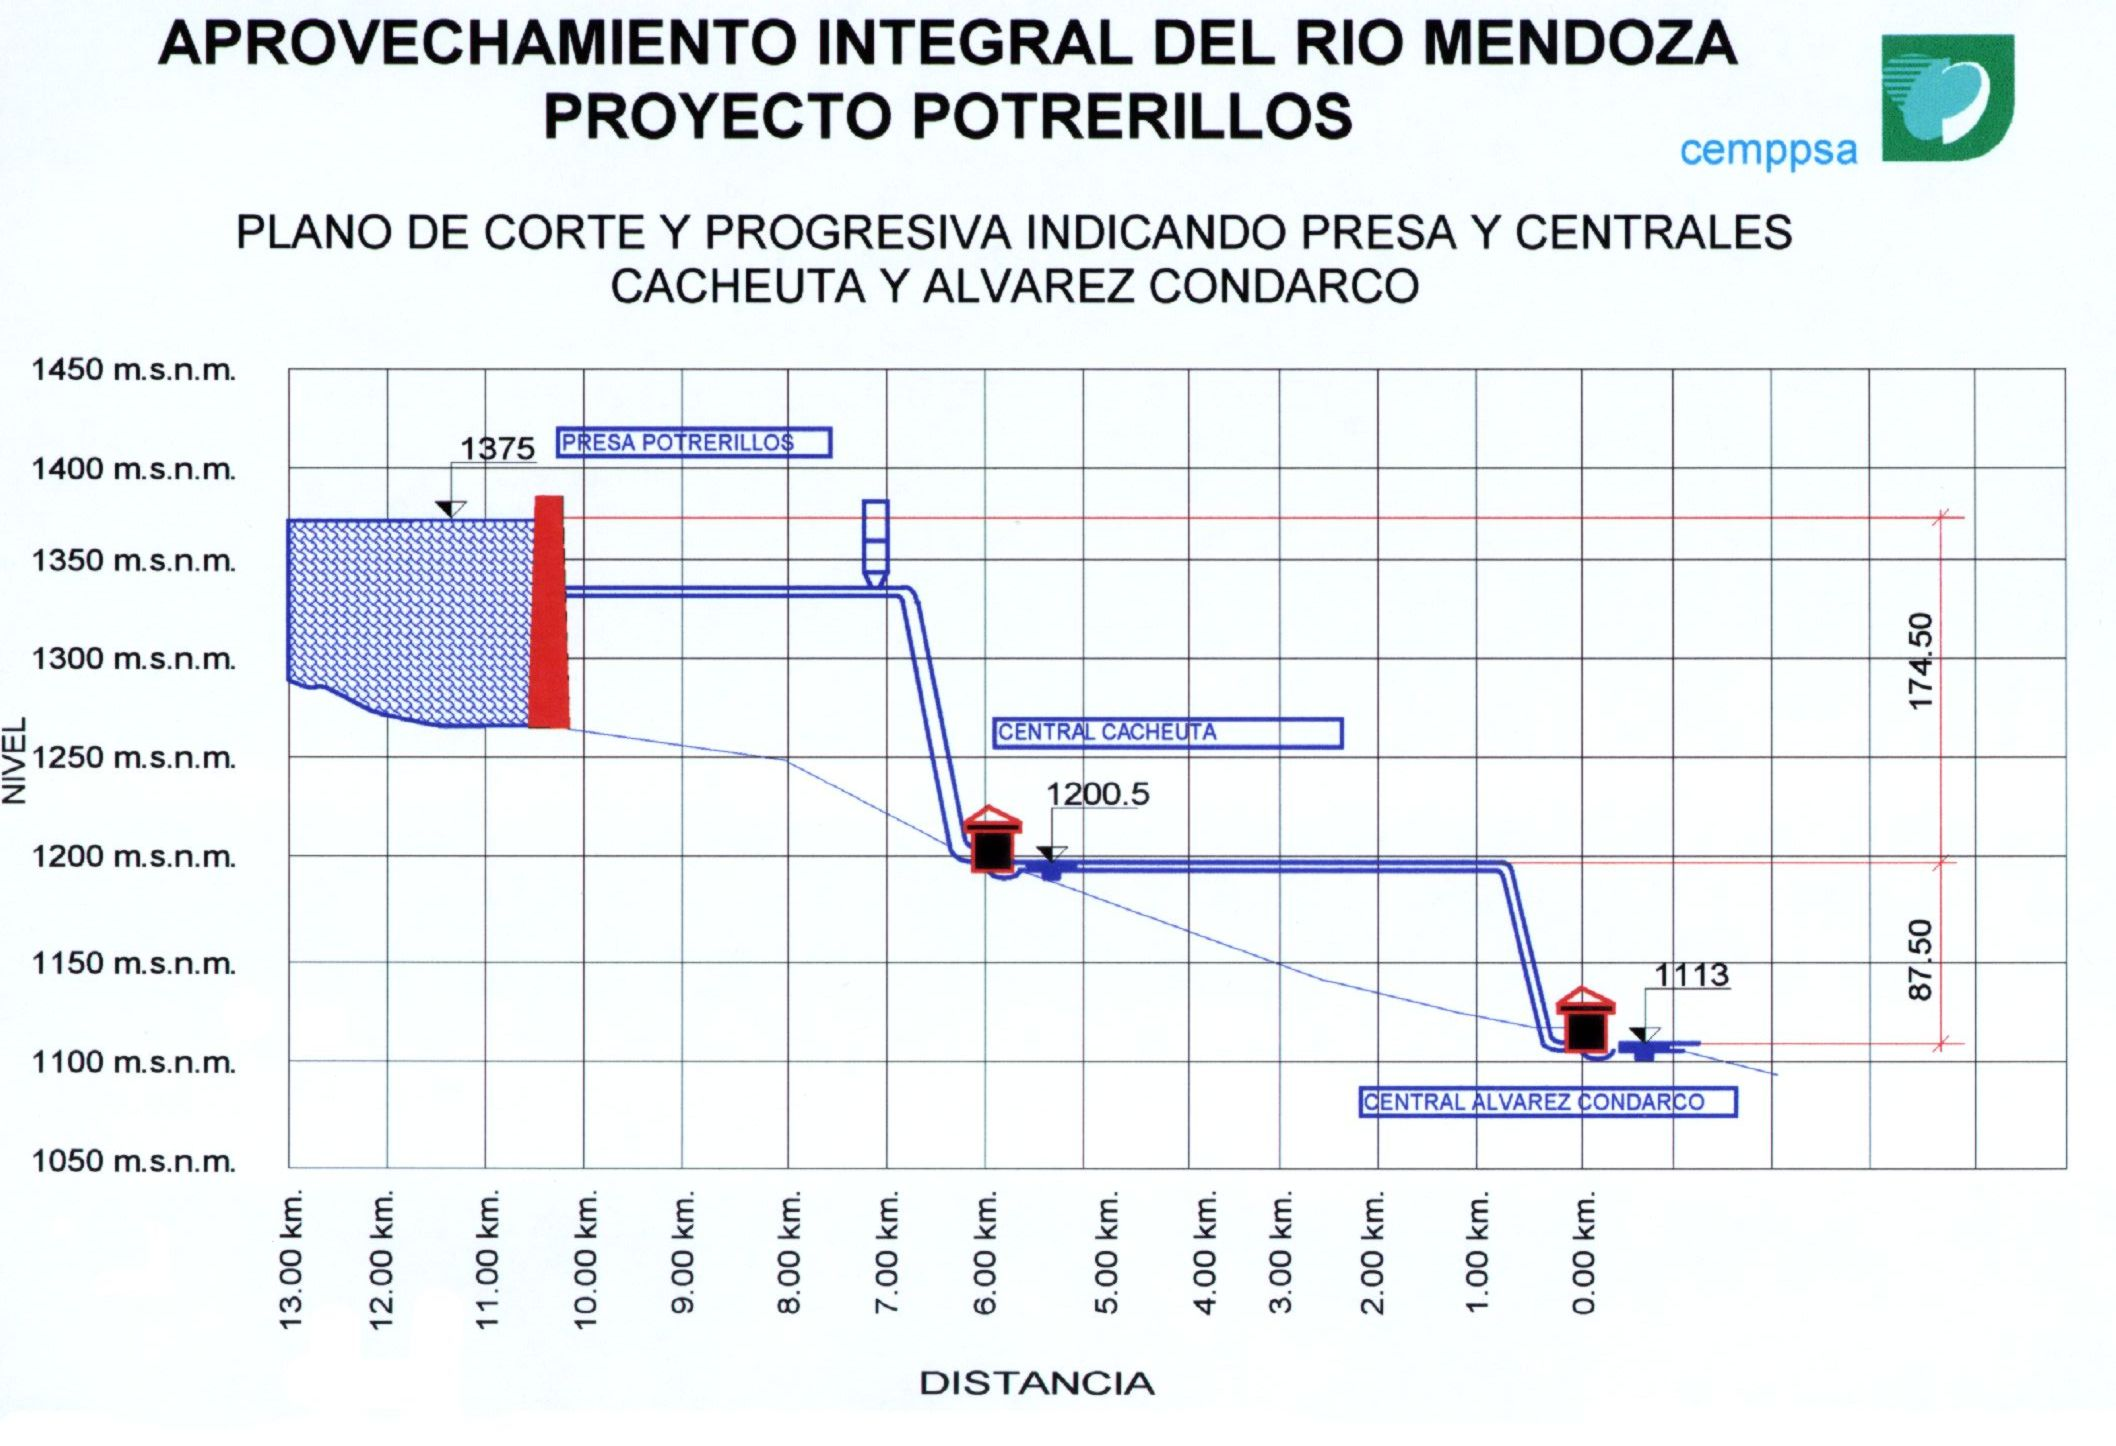 APROVECHAMIENTO INTEGRAL DEL RIO MENDOZA
PROYECTO POTRERILLOS
cemppsa
PLANO DE CORTE Y PROGRESIVA INDICANDO PRESA Y CENTRALES
CACHEUTA Y ALVAREZ CONDARCO
NIVEL
1450 m.s.n.m.
1400 m.s.n.m.
1350 m.s.n.m.
1300 m.s.n.m.
1250 m.s.n.m.
1200 m.s.n.m.
1150 m.s.n.m.
1100 m.s.n.m.
1050 m.s.n.m.
1375
PRESA POTRERILLOS
CENTRAL CACHEUTA
1200.5
1113
CENTRAL ALVAREZ CONDARCO
174.50
87.50
13.00 km.
12.00 km.
11.00 km.
10.00 km.
9.00 km.
8.00 km.
7.00 km.
6.00 km.
5.00 km.
4.00 km.
3.00 km.
2.00 km.
1.00 km.
0.00 km.
DISTANCIA